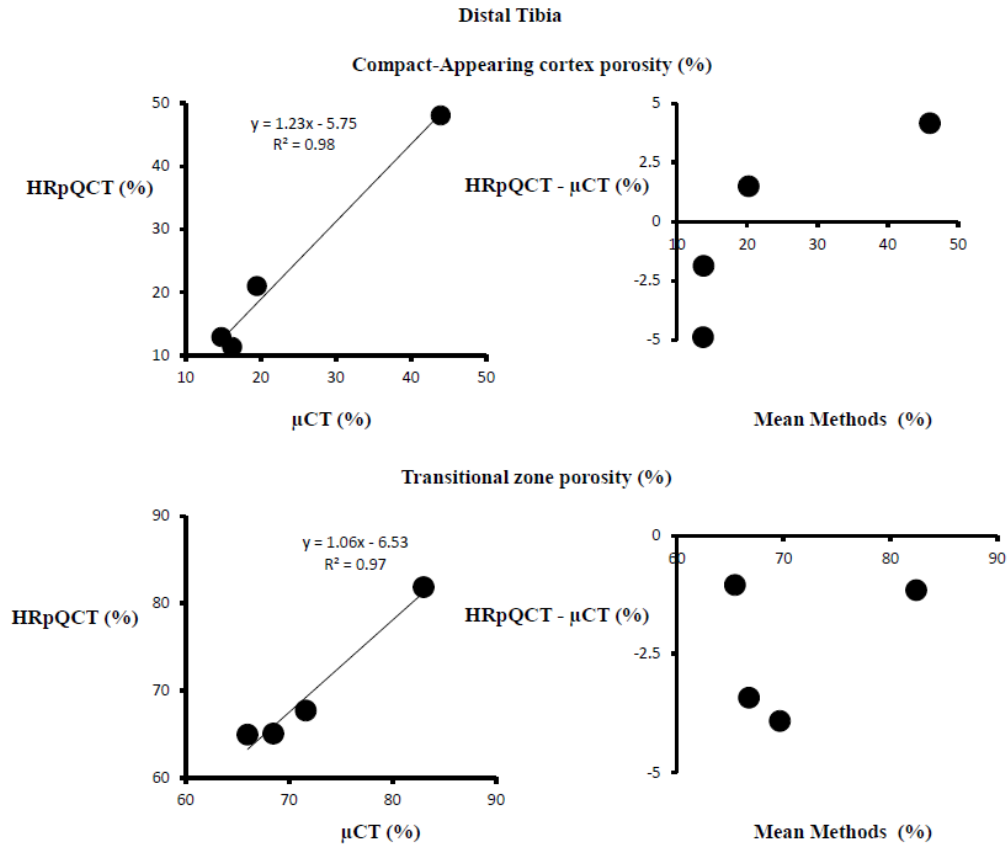 Distal Tibia
Compact-Appearing cortex porosity (%)
50
40
30
20
10
HRpQCT (%)
y = 1.23x - 5.75
R² = 0.98
10 20 30 40 50
µCT (%)
5
2.5
0
-2.5
-5
HRpQCT - µCT (%)
10 20 30 40 50
Mean Methods (%)
Transitional zone porosity (%)
90
80
70
60
HRpQCT (%)
y = 1.06x - 6.53
R² = 0.97
60 70 80 90
µCT (%)
0
-2.5
-5
HRpQCT - µCT (%)
60 70 80 90
Mean Methods (%)